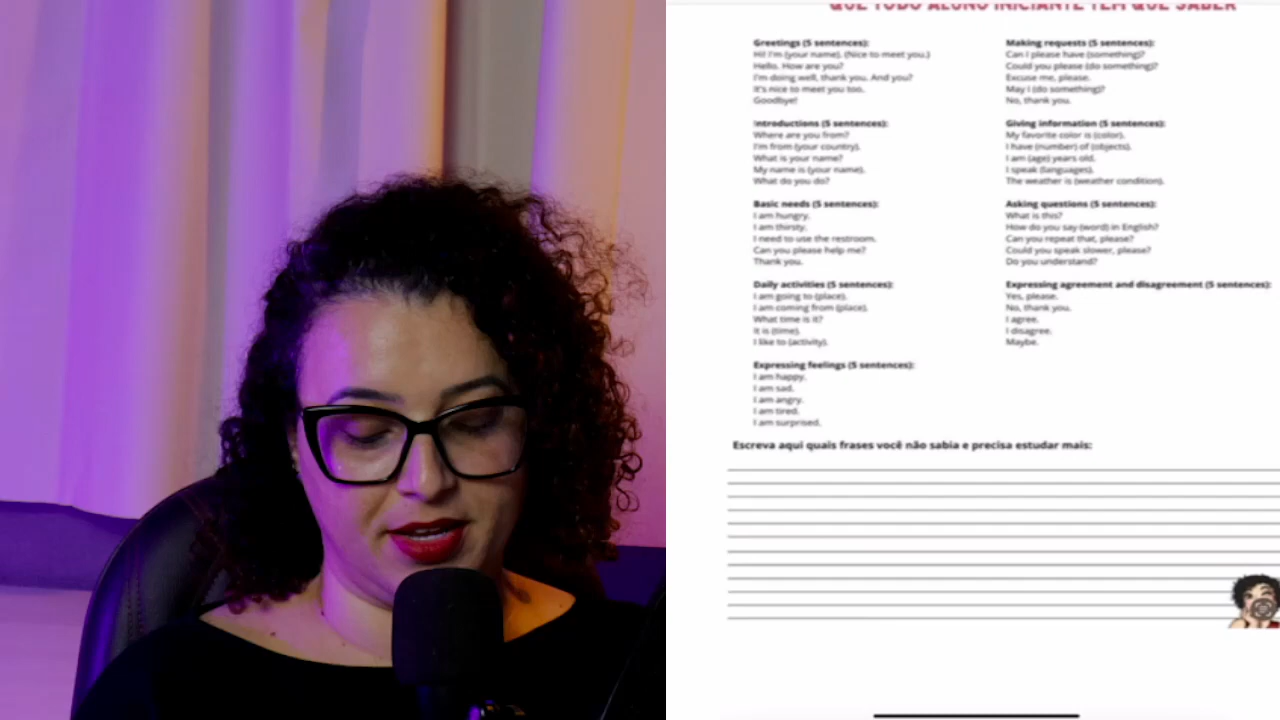 QUE TODO ALUNO INICIANTE TEM QUE SABER
Greetings (5 sentences):
Hi! I'm (your name). (Nice to meet you.)
Hello. How are you?
I'm doing well, thank you. And you?
It's nice to meet you too.
Goodbye!
Introductions (5 sentences):
Where are you from?
I'm from (your country).
What is your name?
My name is (your name).
What do you do?
Basic needs (5 sentences):
I am hungry.
I am thirsty.
I need to use the restroom.
Can you please help me?
Thank you.
Daily activities (5 sentences):
I am going to (place).
I am coming from (place).
What time is it?
It is (time).
I like to (activity).
Expressing feelings (5 sentences):
I am happy.
I am sad.
I am angry.
I am tired.
I am surprised.
Making requests (5 sentences):
Can I please have (something)?
Could you please (do something)?
Excuse me, please.
May I (do something)?
No, thank you.
Giving information (5 sentences):
My favorite color is (color).
I have (number) of (objects).
I am (age) years old.
I speak (languages).
The weather is (weather condition).
Asking questions (5 sentences):
What is this?
How do you say (word) in English?
Can you repeat that, please?
Could you speak slower, please?
Do you understand?
Expressing agreement and disagreement (5 sentences):
Yes, please.
No, thank you.
I agree.
I disagree.
Maybe.
Escreva aqui quais frases você não sabia e precisa estudar mais: